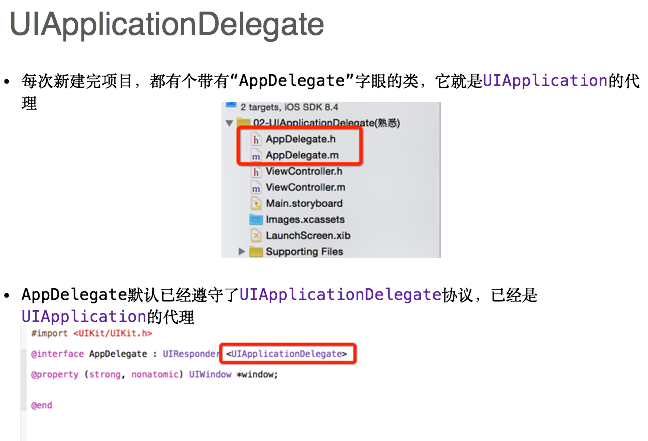 UIApplicationDelegate
• 每次新建完项目，都有个带有“AppDelegate”字眼的类，它就是UIApplication的代
理
2 targets, iOS SDK 8.4
02-UIApplicationDelegate(熟悉)
h AppDelegate.h
m AppDelegate.m
h ViewController.h
m ViewController.m
Main.storyboard
Images.xcassets
LaunchScreen.xib
Supporting Files
• AppDelegate默认已经遵守了UIApplicationDelegate协议，已经是
UIApplication的代理
#import <UIKit/UIKit.h>
@interface AppDelegate : UIResponder <UIApplicationDelegate>
@property (strong, nonatomic) UIWindow *window;
@end